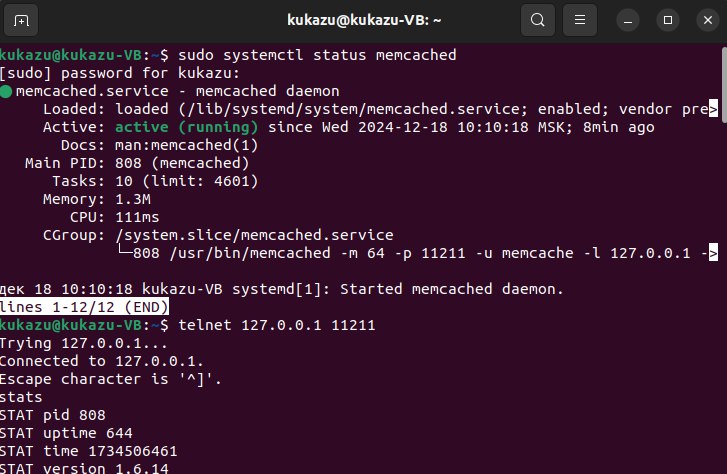 kukazu@kukazu-VB: ~
kukazu@kukazu-VB:~$ sudo systemctl status memcached
[sudo] password for kukazu:
● memcached.service - memcached daemon
Loaded: loaded (/lib/systemd/system/memcached.service; enabled; vendor pre>
Active: active (running) since Wed 2024-12-18 10:10:18 MSK; 8min ago
Docs: man:memcached(1)
Main PID: 808 (memcached)
Tasks: 10 (limit: 4601)
Memory: 1.3M
CPU: 111ms
CGroup: /system.slice/memcached.service
└─808 /usr/bin/memcached -m 64 -p 11211 -u memcache -l 127.0.0.1 ->
дек 18 10:10:18 kukazu-VB systemd[1]: Started memcached daemon.
lines 1-12/12 (END)
kukazu@kukazu-VB:~$ telnet 127.0.0.1 11211
Trying 127.0.0.1...
Connected to 127.0.0.1.
Escape character is '^]'.
stats
STAT pid 808
STAT uptime 644
STAT time 1734506461
STAT version 1.6.14